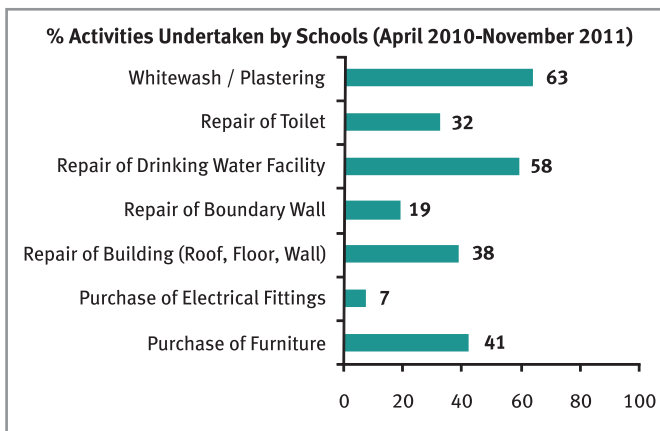 % Activities Undertaken by Schools (April 2010-November 2011)
Whitewash / Plastering 63
Repair of Toilet 32
Repair of Drinking Water Facility 58
Repair of Boundary Wall 19
Repair of Building (Roof, Floor, Wall) 38
Purchase of Electrical Fittings 7
Purchase of Furniture 41
0 20 40 60 80 100